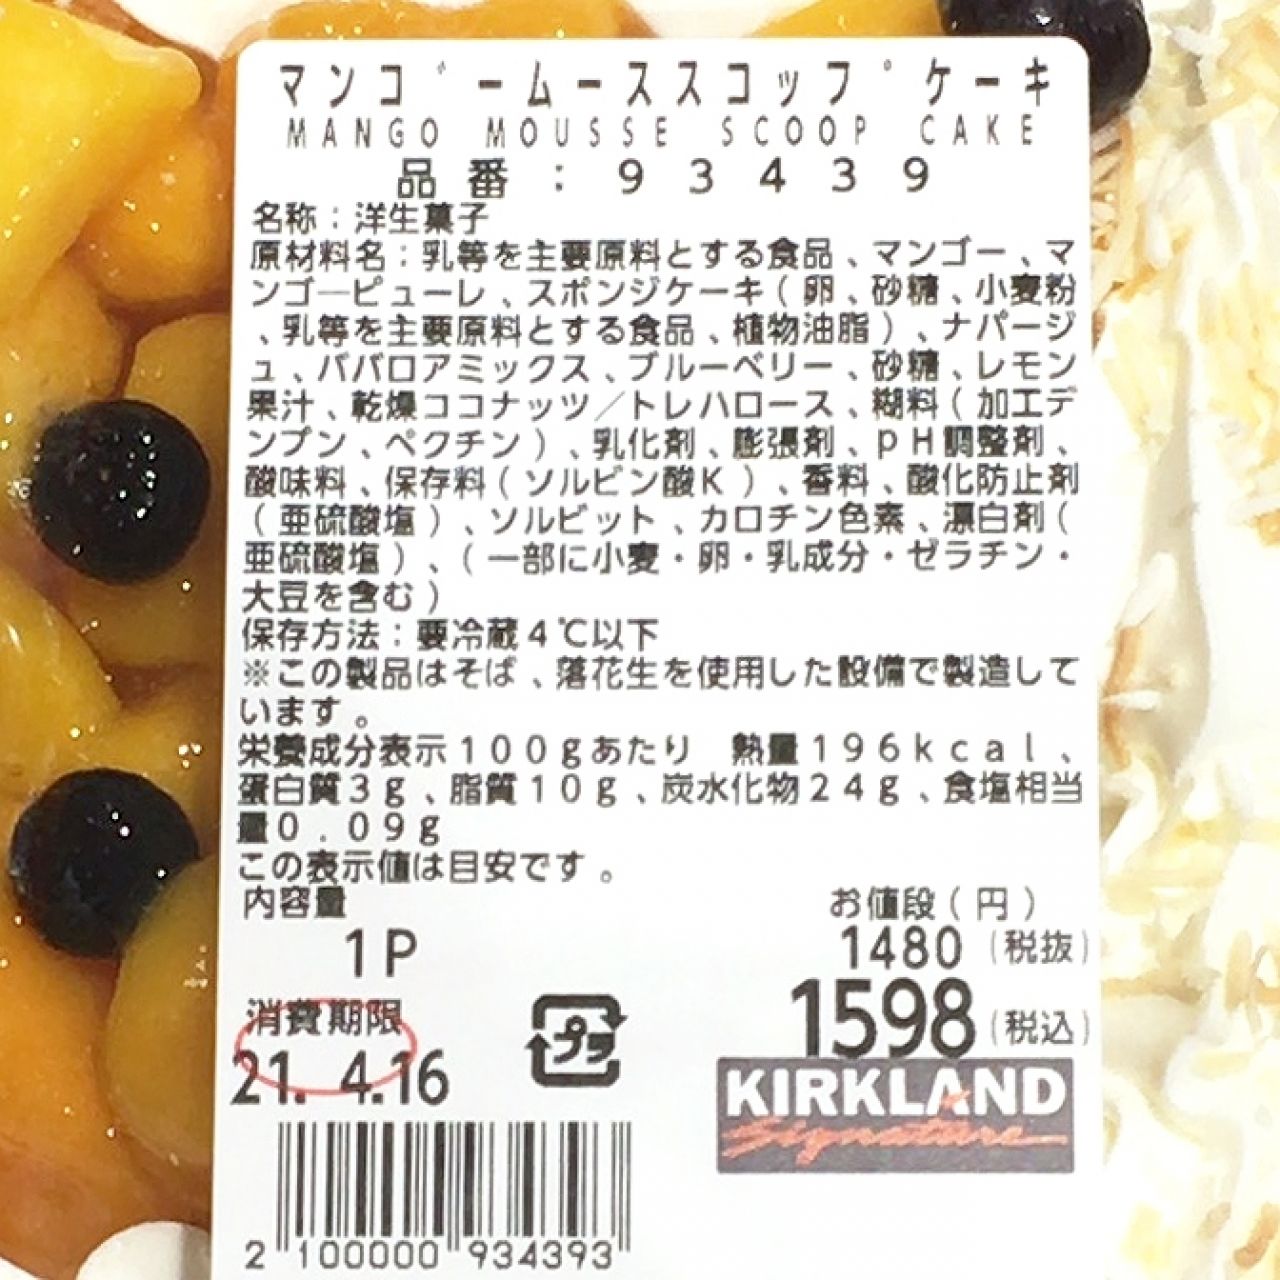 マンゴームーススコップケーキ
MANGO MOUSSE SCOOP CAKE
品番:93439
名称:洋生菓子
原材料名:乳等を主要原料とする食品、マンゴー、マ
ンゴーピューレ、スポンジケーキ(卵、砂糖、小麦粉
、乳等を主要原料とする食品、植物油脂)、ナパージ
ュ、ババロアミックス、ブルーベリー、砂糖、レモン
果汁、乾燥ココナッツ/トレハロース、糊料(加工デ
ンプン、ペクチン)、乳化剤、膨張剤、pH調整剤、
酸味料、保存料(ソルビン酸K)、香料、酸化防止剤
(亜硫酸塩)、ソルビット、カロチン色素、漂白剤(
亜硫酸塩)、(一部に小麦・卵・乳成分・ゼラチン・
大豆を含む)
保存方法:要冷蔵4℃以下
※この製品はそば、落花生を使用した設備で製造して
います。
栄養成分表示100gあたり 熱量196kcal、
蛋白質3g、脂質10g、炭水化物24g、食塩相当
量0.09g
この表示値は目安です。
内容量 お値段(円)
1P 1480(税抜)
1598(税込)
消費期限
21. 4.16
プラ
KIRKLAND
Signature
2 100000 934393